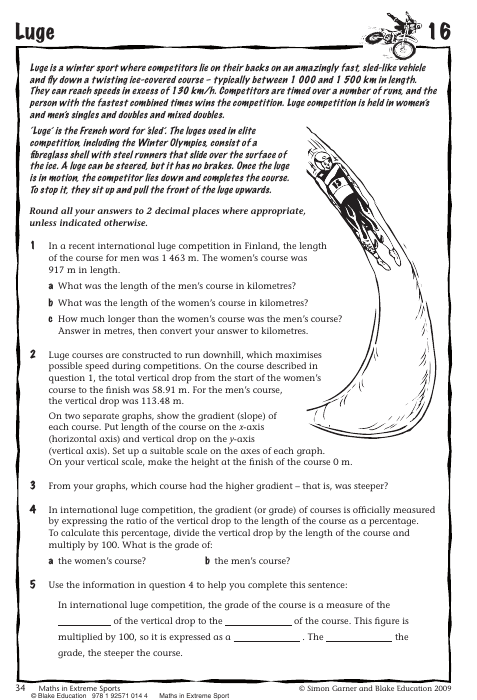 Luge
16
Luge is a winter sport where competitors lie on their backs on an amazingly fast, sled-like vehicle
and fly down a twisting ice-covered course – typically between 1 000 and 1 500 km in length.
They can reach speeds in excess of 130 km/h. Competitors are timed over a number of runs, and the
person with the fastest combined times wins the competition. Luge competition is held in women's
and men's singles and doubles and mixed doubles.
'Luge' is the French word for 'sled'. The luges used in elite
competition, including the Winter Olympics, consist of a
fibreglass shell with steel runners that slide over the surface of
the ice. A luge can be steered, but it has no brakes. Once the luge
is in motion, the competitor lies down and completes the course.
To stop it, they sit up and pull the front of the luge upwards.
Round all your answers to 2 decimal places where appropriate,
unless indicated otherwise.
1 In a recent international luge competition in Finland, the length
of the course for men was 1 463 m. The women's course was
917 m in length.
a What was the length of the men's course in kilometres?
b What was the length of the women's course in kilometres?
c How much longer than the women's course was the men's course?
Answer in metres, then convert your answer to kilometres.
2 Luge courses are constructed to run downhill, which maximises
possible speed during competitions. On the course described in
question 1, the total vertical drop from the start of the women's
course to the finish was 58.91 m. For the men's course,
the vertical drop was 113.48 m.
On two separate graphs, show the gradient (slope) of
each course. Put length of the course on the x-axis
(horizontal axis) and vertical drop on the y-axis
(vertical axis). Set up a suitable scale on the axes of each graph.
On your vertical scale, make the height at the finish of the course 0 m.
3 From your graphs, which course had the higher gradient – that is, was steeper?
4 In international luge competition, the gradient (or grade) of courses is officially measured
by expressing the ratio of the vertical drop to the length of the course as a percentage.
To calculate this percentage, divide the vertical drop by the length of the course and
multiply by 100. What is the grade of:
a the women's course? b the men's course?
5 Use the information in question 4 to help you complete this sentence:
In international luge competition, the grade of the course is a measure of the
__________ of the vertical drop to the ____________ of the course. This figure is
multiplied by 100, so it is expressed as a ____________ . The ____________ the
grade, the steeper the course.
34 Maths in Extreme Sports © Simon Garner and Blake Education 2009
© Blake Education 978 1 92571 014 4 Maths in Extreme Sport